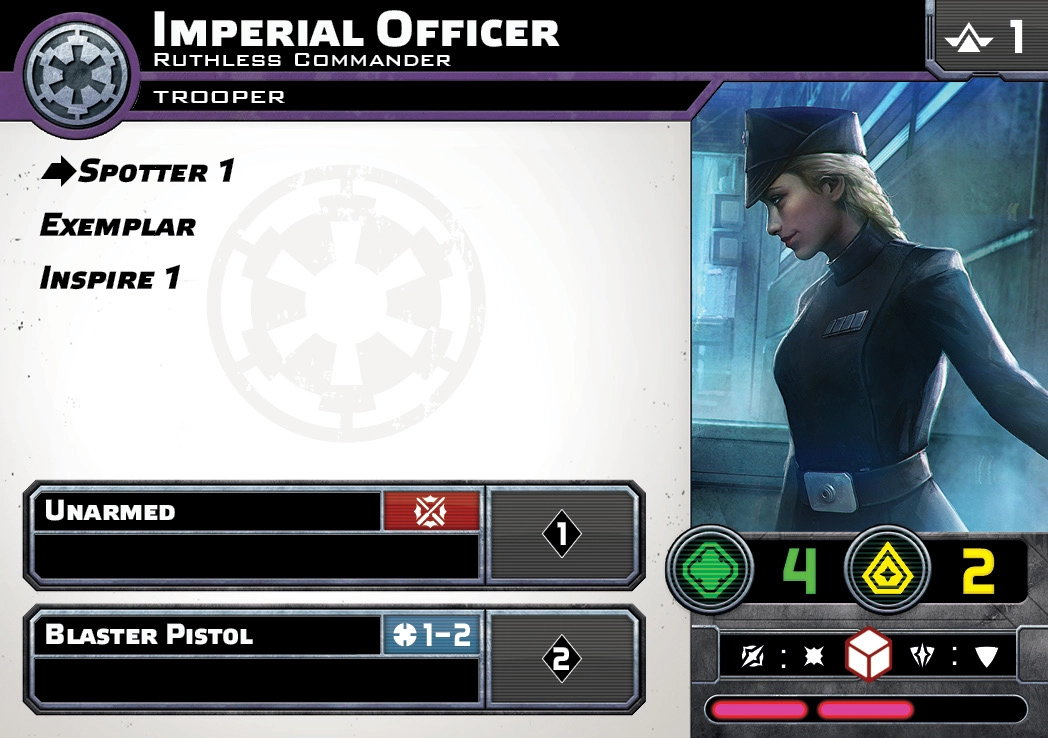 IMPERIAL OFFICER
1
RUTHLESS COMMANDER
TROOPER
SPOTTER 1
EXEMPLAR
INSPIRE 1
UNARMED
1
4
2
BLASTER PISTOL
1–2
2
:
: